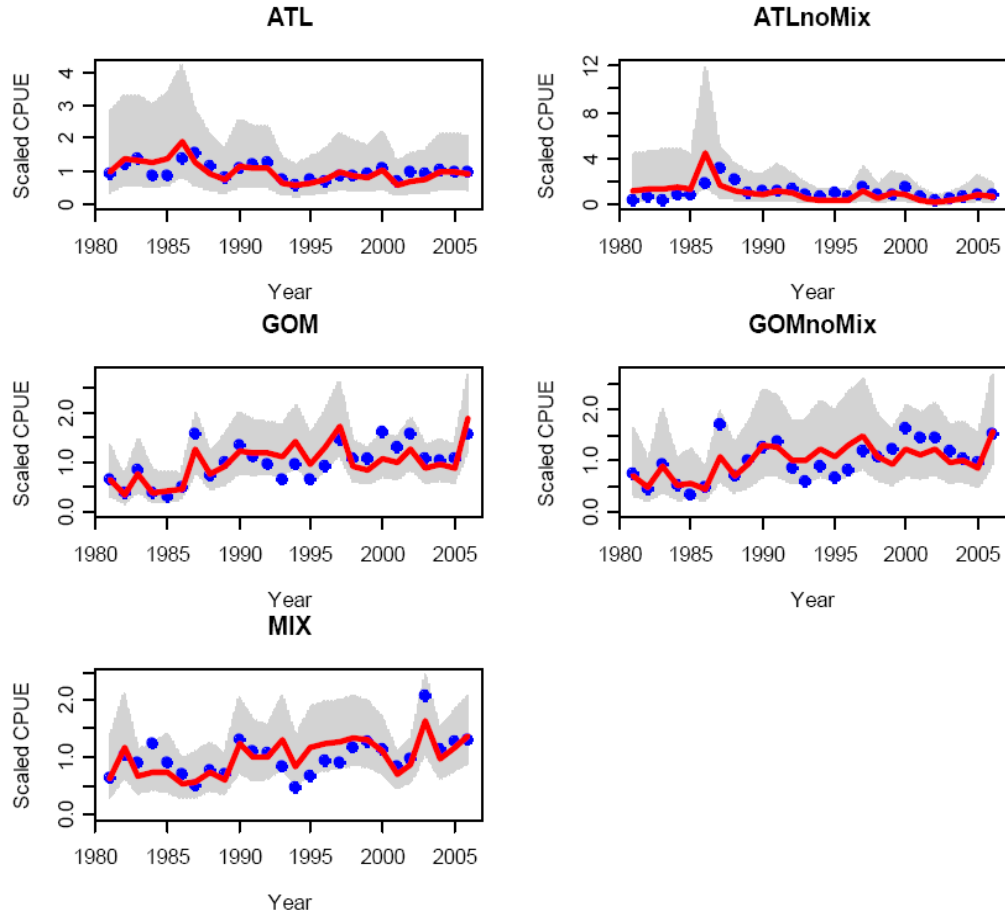 ATL
Scaled CPUE
0 1 2 3 4
1980 1985 1990 1995 2000 2005
Year
ATLnoMix
Scaled CPUE
0 4 8 12
1980 1985 1990 1995 2000 2005
Year
GOM
Scaled CPUE
0.0 1.0 2.0
1980 1985 1990 1995 2000 2005
Year
GOMnoMix
Scaled CPUE
0.0 1.0 2.0
1980 1985 1990 1995 2000 2005
Year
MIX
Scaled CPUE
0.0 1.0 2.0
1980 1985 1990 1995 2000 2005
Year